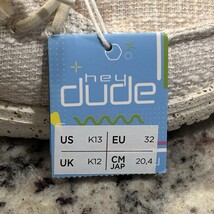 hey
dude
US K13 EU 32
UK K12 CM JAP 20,4